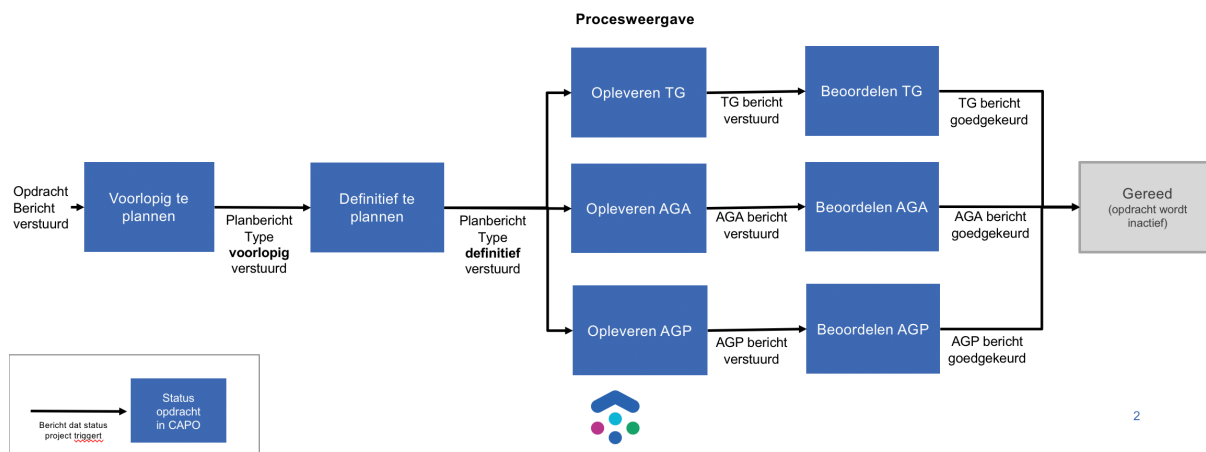 Procesweergave
Opdracht
Bericht
verstuurd
Voorlopig te
plannen
Planbericht
Type
voorlopig
verstuurd
Definitief te
plannen
Planbericht
Type
definitief
verstuurd
Opleveren TG
TG bericht
verstuurd
Beoordelen TG
TG bericht
goedgekeurd
Opleveren AGA
AGA bericht
verstuurd
Beoordelen AGA
AGA bericht
goedgekeurd
Opleveren AGP
AGP bericht
verstuurd
Beoordelen AGP
AGP bericht
goedgekeurd
Gereed
(opdracht wordt
inactief)
Bericht dat status
project triggert
Status
opdracht
in CAPO
2